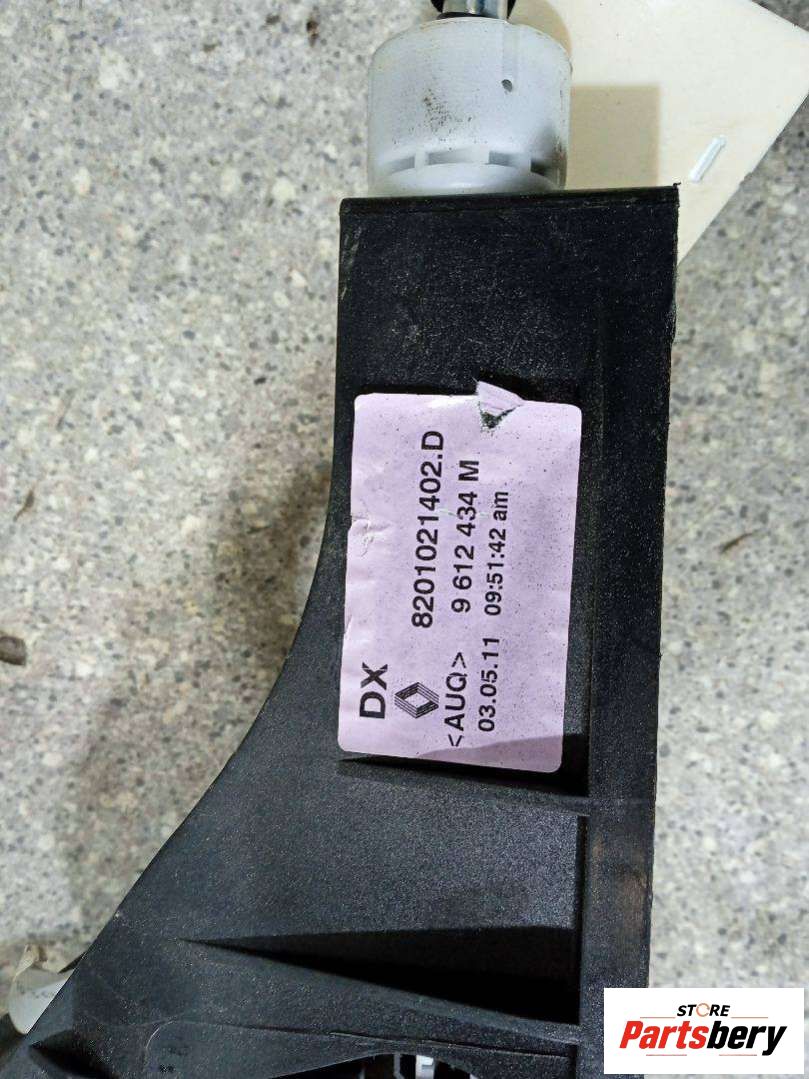 DX 8201021402.D
<AUQ> 9 612 434 M
03.05.11 09:51:42 am
STORE
Partsbery